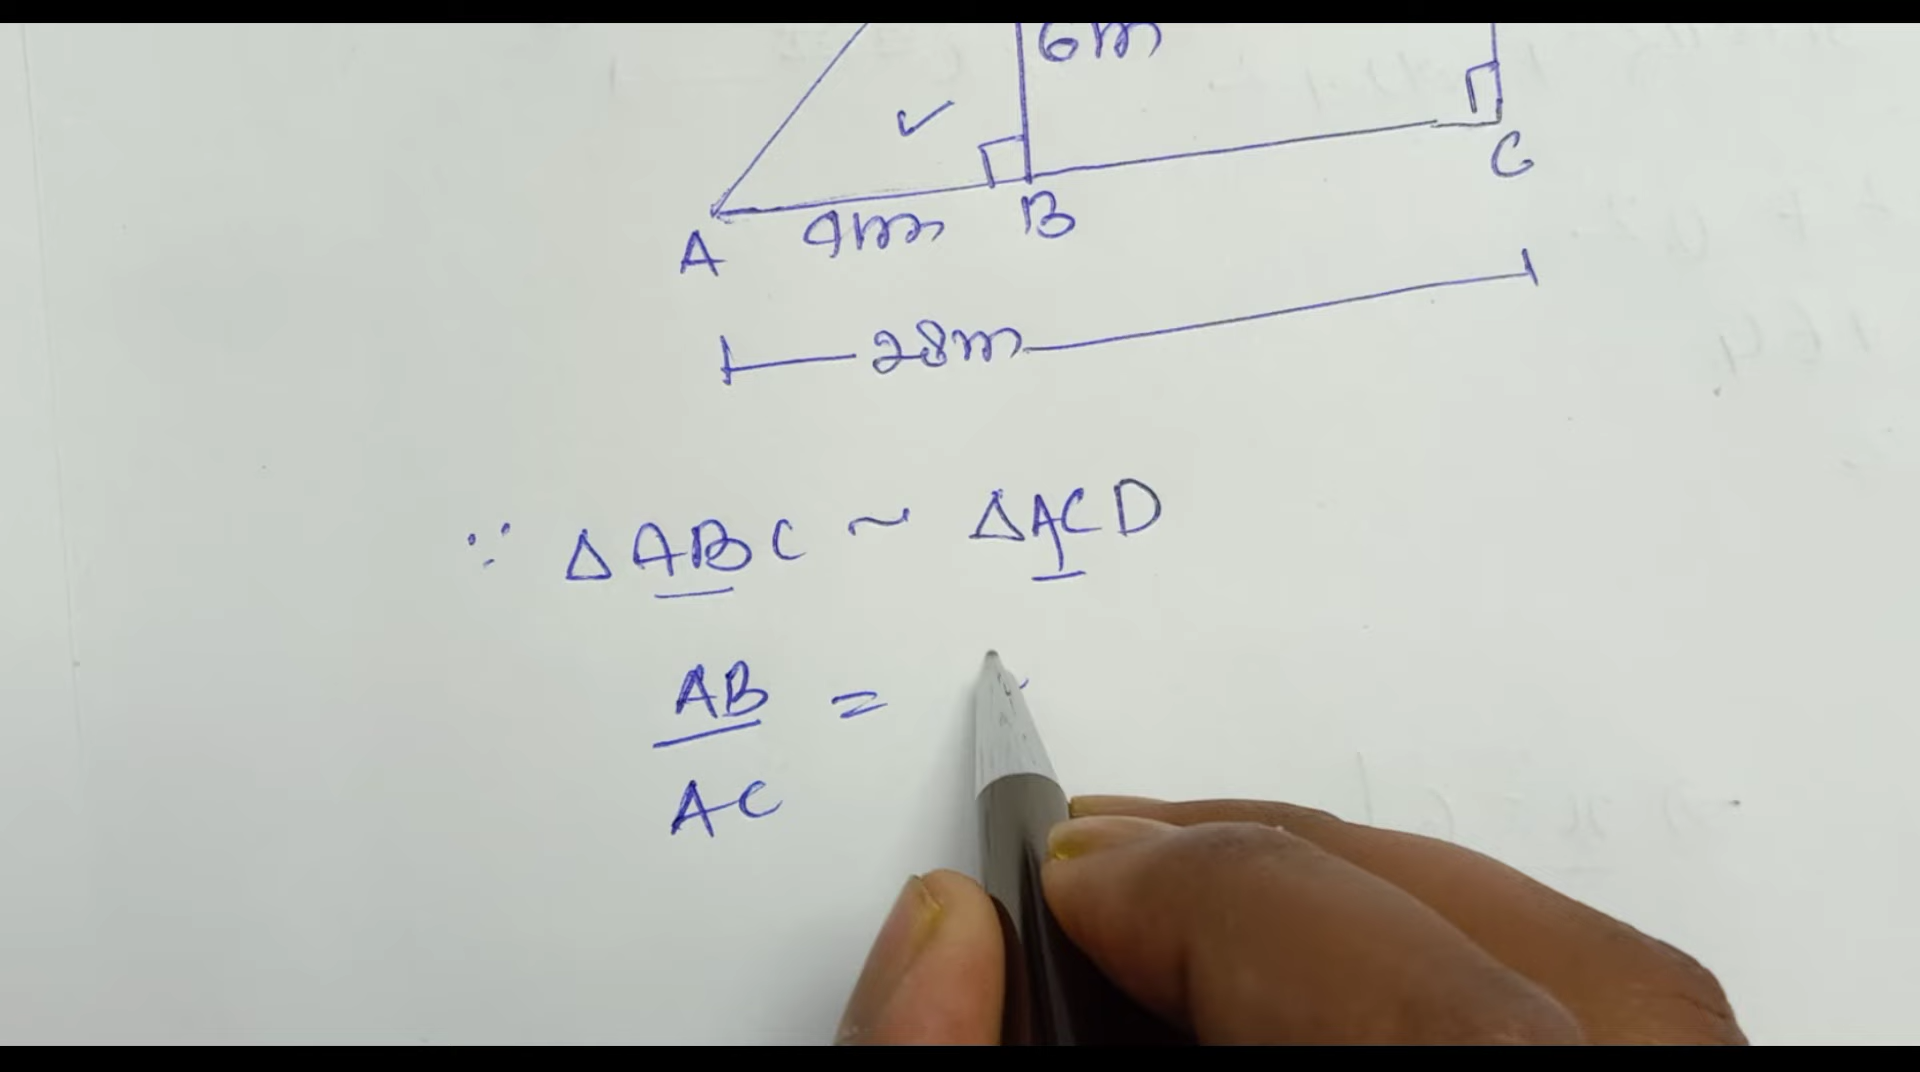 6m
C
A 4m B
28m
∵ ΔABC ~ ΔACD
AB =
AC